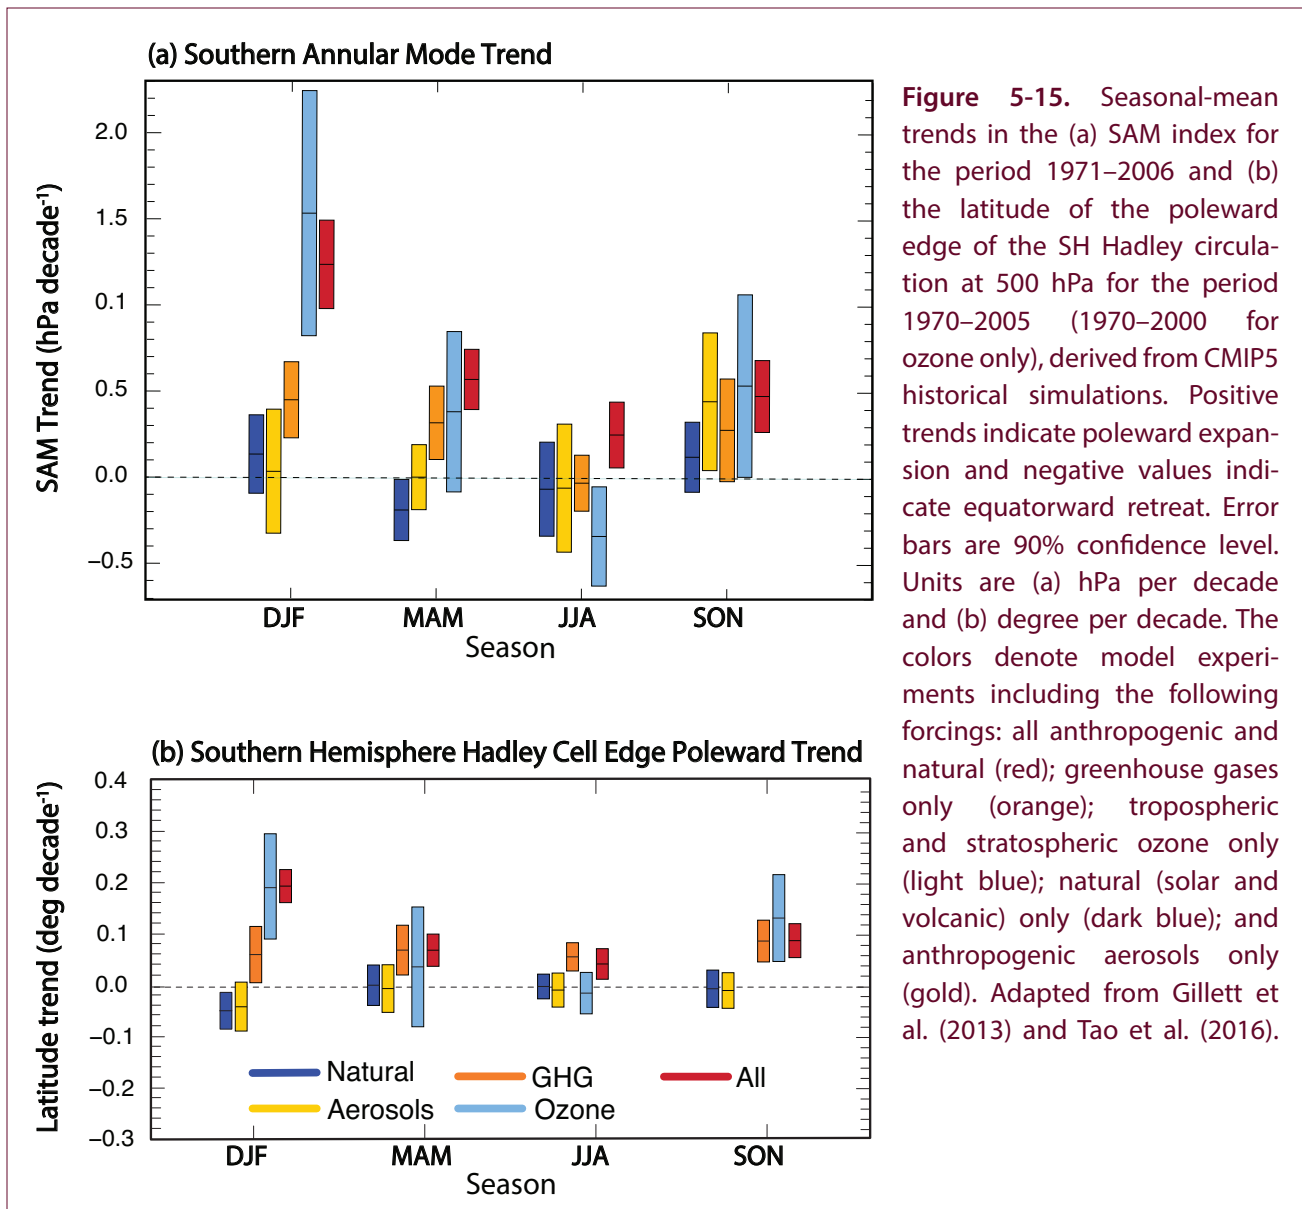 (a) Southern Annular Mode Trend
SAM Trend (hPa decade-1)
2.0
1.5
0.1
0.5
0.0
–0.5
DJF MAM JJA SON
Season
(b) Southern Hemisphere Hadley Cell Edge Poleward Trend
Latitude trend (deg decade-1)
0.4
0.3
0.2
0.1
0.0
–0.1
–0.2
–0.3
Natural GHG All
Aerosols Ozone
DJF MAM JJA SON
Season
Figure 5-15. Seasonal-mean
trends in the (a) SAM index for
the period 1971–2006 and (b)
the latitude of the poleward
edge of the SH Hadley circula-
tion at 500 hPa for the period
1970–2005 (1970–2000 for
ozone only), derived from CMIP5
historical simulations. Positive
trends indicate poleward expan-
sion and negative values indi-
cate equatorward retreat. Error
bars are 90% confidence level.
Units are (a) hPa per decade
and (b) degree per decade. The
colors denote model experi-
ments including the following
forcings: all anthropogenic and
natural (red); greenhouse gases
only (orange); tropospheric
and stratospheric ozone only
(light blue); natural (solar and
volcanic) only (dark blue); and
anthropogenic aerosols only
(gold). Adapted from Gillett et
al. (2013) and Tao et al. (2016).